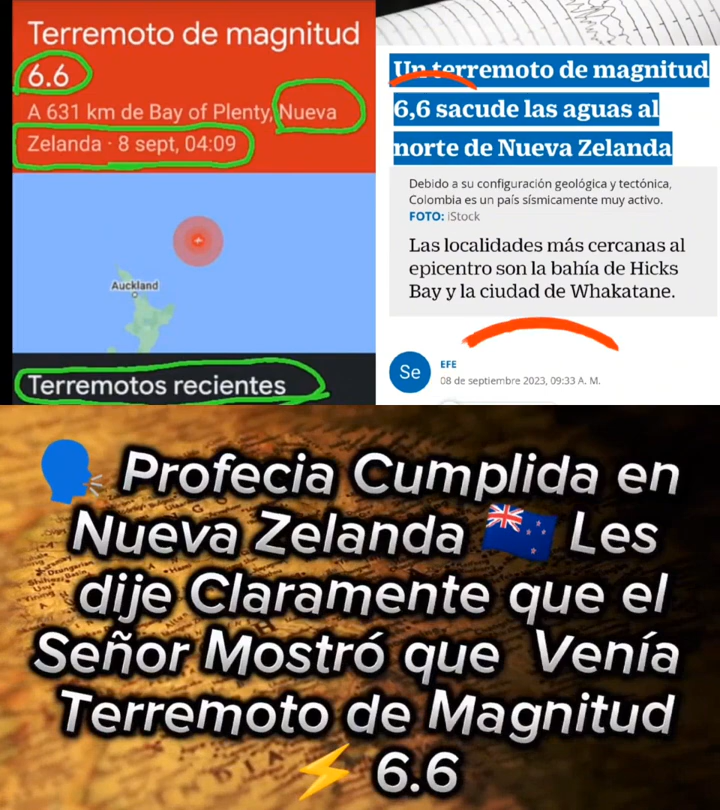 Terremoto de magnitud
6.6
A 631 km de Bay of Plenty, Nueva
Zelanda · 8 sept, 04:09
Auckland
Terremotos recientes
Un terremoto de magnitud
6,6 sacude las aguas al
norte de Nueva Zelanda
Debido a su configuración geológica y tectónica,
Colombia es un país sísmicamente muy activo.
FOTO: iStock
Las localidades más cercanas al
epicentro son la bahía de Hicks
Bay y la ciudad de Whakatane.
Se
EFE
08 de septiembre 2023, 09:33 A. M.
🗣 Profecia Cumplida en
Nueva Zelanda 🇳🇿 Les
dije Claramente que el
Señor Mostró que Venía
Terremoto de Magnitud
⚡ 6.6